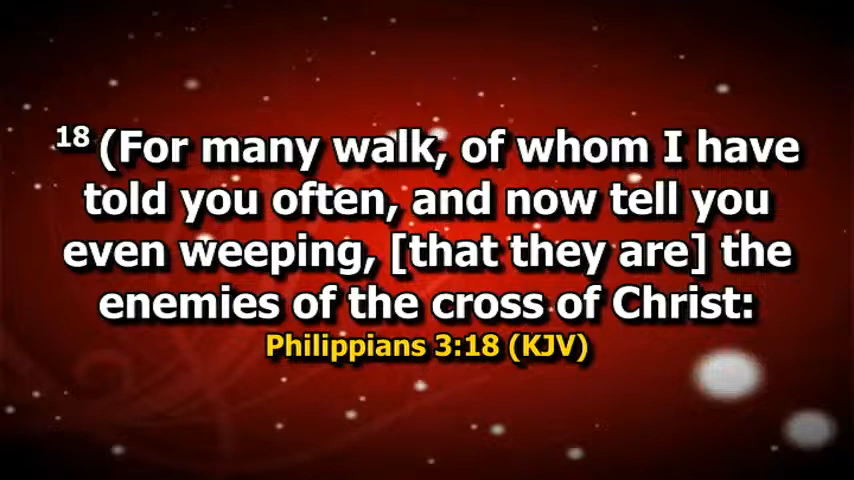 18 (For many walk, of whom I have
told you often, and now tell you
even weeping, [that they are] the
enemies of the cross of Christ:
Philippians 3:18 (KJV)